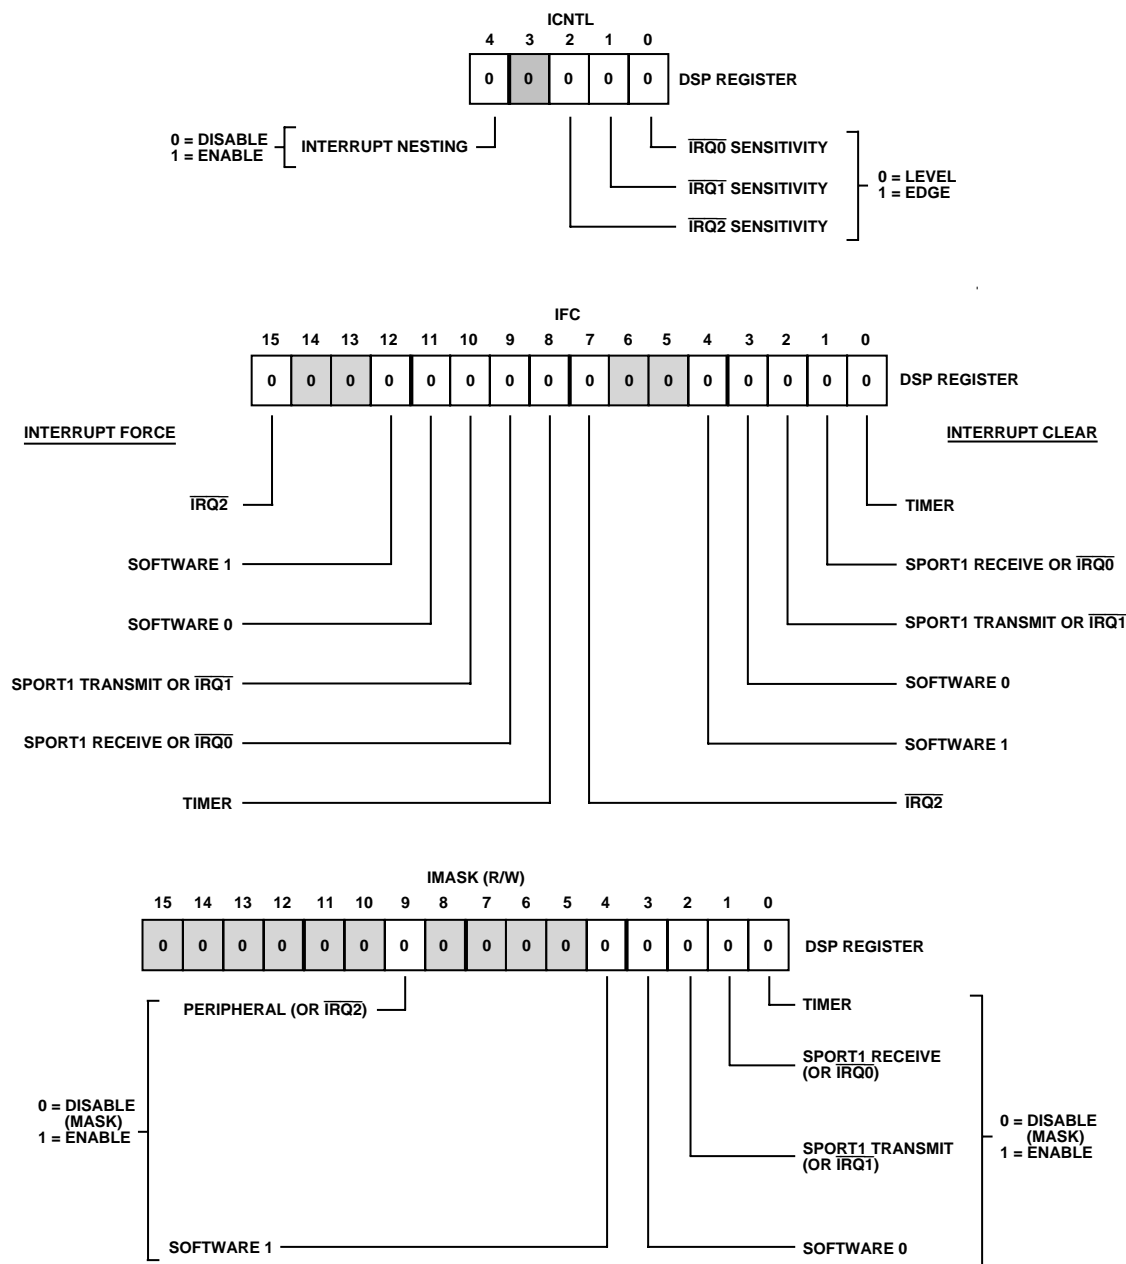 ICNTL
4 3 2 1 0
0 0 0 0 0 DSP REGISTER
0 = DISABLE
1 = ENABLE
INTERRUPT NESTING
IRQ0 SENSITIVITY
IRQ1 SENSITIVITY
IRQ2 SENSITIVITY
0 = LEVEL
1 = EDGE
IFC
15 14 13 12 11 10 9 8 7 6 5 4 3 2 1 0
0 0 0 0 0 0 0 0 0 0 0 0 0 0 0 0 DSP REGISTER
INTERRUPT FORCE
INTERRUPT CLEAR
IRQ2
TIMER
SOFTWARE 1
SPORT1 RECEIVE OR IRQ0
SOFTWARE 0
SPORT1 TRANSMIT OR IRQ1
SPORT1 TRANSMIT OR IRQ1
SOFTWARE 0
SPORT1 RECEIVE OR IRQ0
SOFTWARE 1
TIMER
IRQ2
IMASK (R/W)
15 14 13 12 11 10 9 8 7 6 5 4 3 2 1 0
0 0 0 0 0 0 0 0 0 0 0 0 0 0 0 0 DSP REGISTER
PERIPHERAL (OR IRQ2)
TIMER
SPORT1 RECEIVE
(OR IRQ0)
0 = DISABLE
(MASK)
1 = ENABLE
0 = DISABLE
(MASK)
1 = ENABLE
SPORT1 TRANSMIT
(OR IRQ1)
SOFTWARE 1
SOFTWARE 0